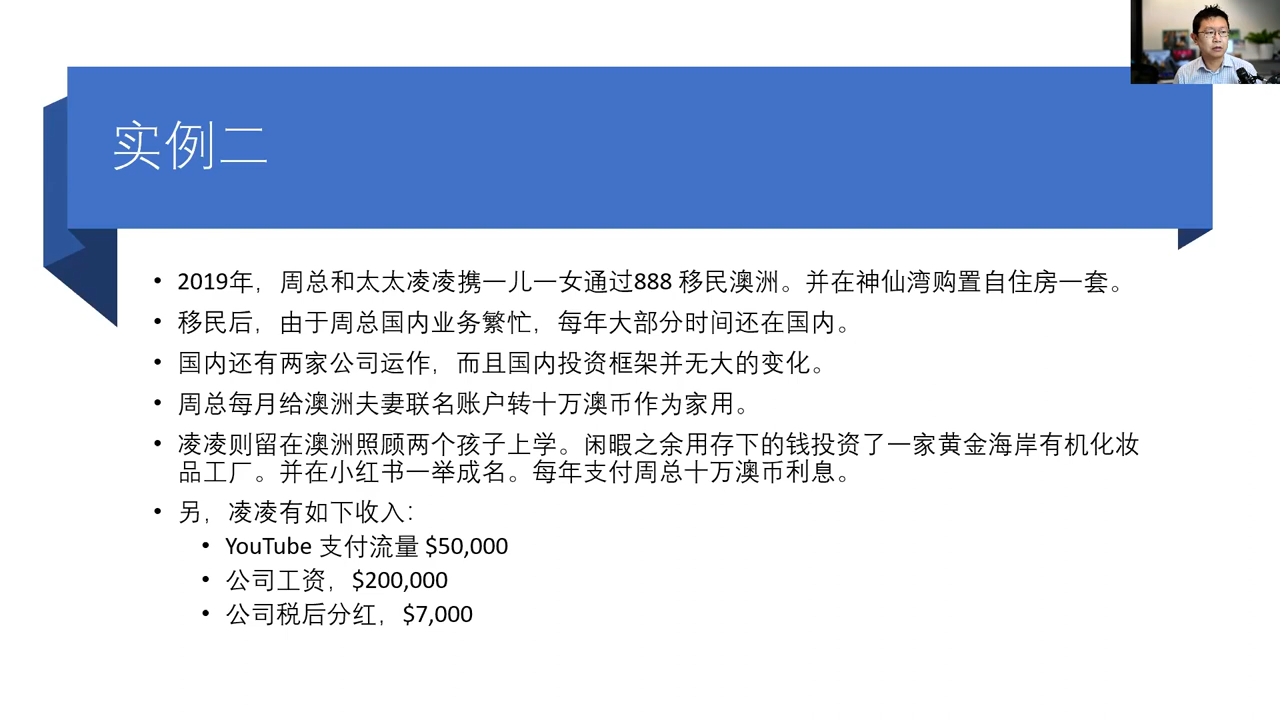 实例二
• 2019年，周总和太太凌凌携一儿一女通过888 移民澳洲。并在神仙湾购置自住房一套。
• 移民后，由于周总国内业务繁忙，每年大部分时间还在国内。
• 国内还有两家公司运作，而且国内投资框架并无大的变化。
• 周总每月给澳洲夫妻联名账户转十万澳币作为家用。
• 凌凌则留在澳洲照顾两个孩子上学。闲暇之余用存下的钱投资了一家黄金海岸有机化妆
品工厂。并在小红书一举成名。每年支付周总十万澳币利息。
• 另，凌凌有如下收入：
• YouTube 支付流量 $50,000
• 公司工资，$200,000
• 公司税后分红，$7,000